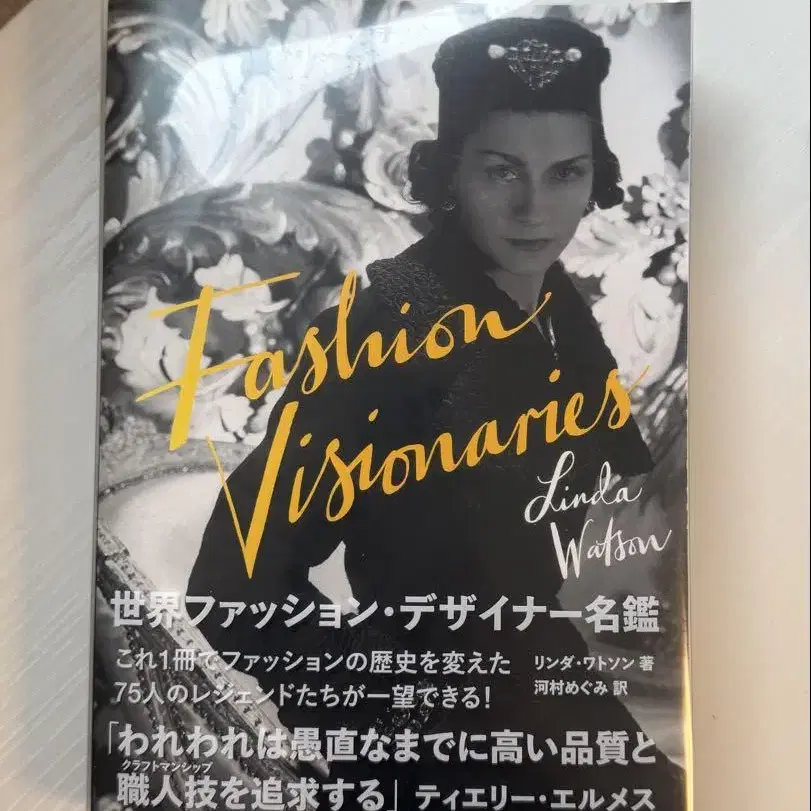 Fashion
Visionaries
Linda
Watson
世界ファッション・デザイナー名鑑
これ1冊でファッションの歴史を変えた
75人のレジェンドたちが一望できる!
リンダ・ワトソン 著
河村めぐみ 訳
「われわれは愚直なまでに高い品質と
クラフトマンシップ
職人技を追求する」ティエリー・エルメス